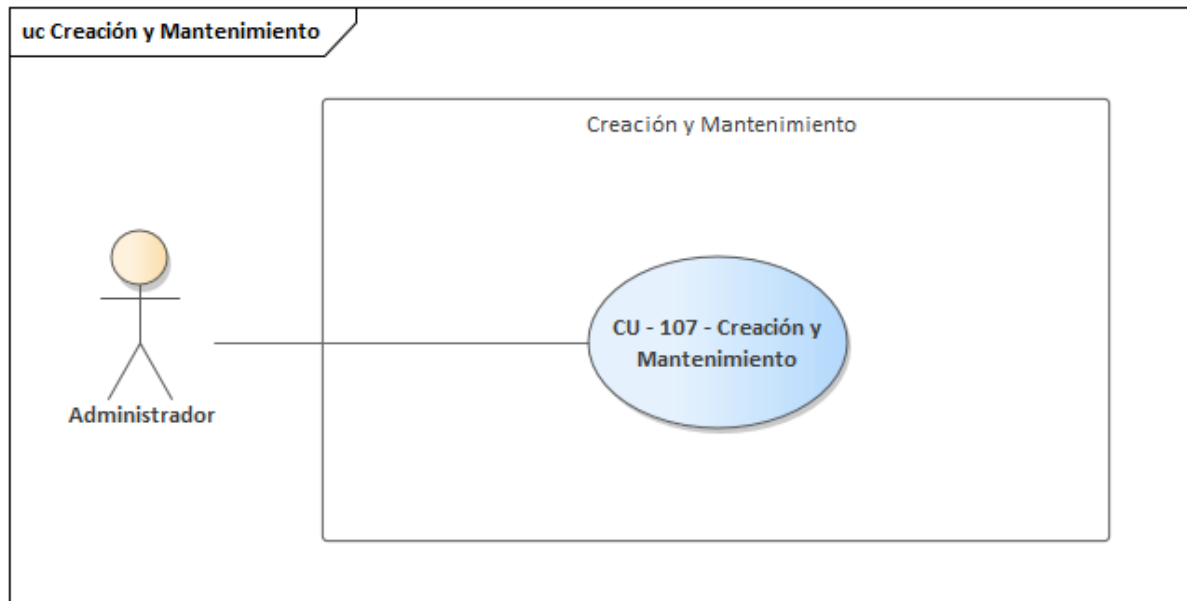 uc Creación y Mantenimiento
Creación y Mantenimiento
CU - 107 - Creación y
Mantenimiento
Administrador